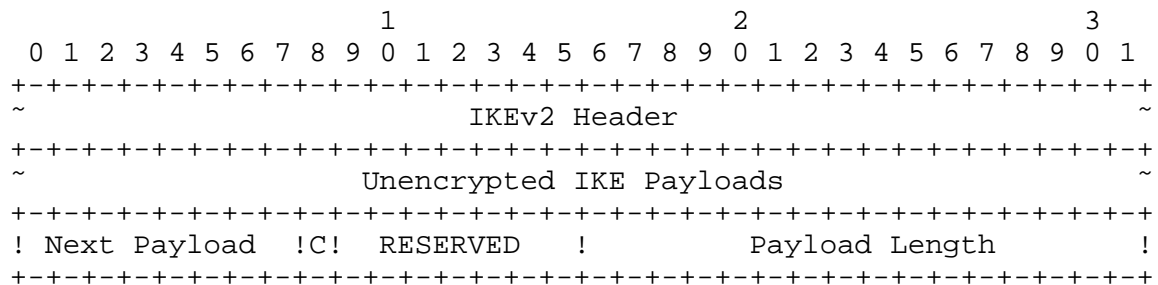 1                   2                   3
 0 1 2 3 4 5 6 7 8 9 0 1 2 3 4 5 6 7 8 9 0 1 2 3 4 5 6 7 8 9 0 1
+-+-+-+-+-+-+-+-+-+-+-+-+-+-+-+-+-+-+-+-+-+-+-+-+-+-+-+-+-+-+-+-+
~                         IKEv2 Header                          ~
+-+-+-+-+-+-+-+-+-+-+-+-+-+-+-+-+-+-+-+-+-+-+-+-+-+-+-+-+-+-+-+-+
~                   Unencrypted IKE Payloads                    ~
+-+-+-+-+-+-+-+-+-+-+-+-+-+-+-+-+-+-+-+-+-+-+-+-+-+-+-+-+-+-+-+-+
! Next Payload  !C!  RESERVED   !         Payload Length        !
+-+-+-+-+-+-+-+-+-+-+-+-+-+-+-+-+-+-+-+-+-+-+-+-+-+-+-+-+-+-+-+-+